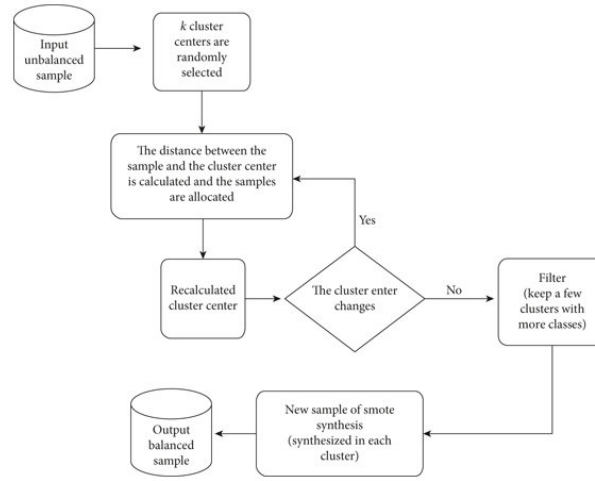 Input
unbalanced
sample
k cluster
centers are
randomly
selected
The distance between the
sample and the cluster center
is calculated and the samples
are allocated
Yes
Recalculated
cluster center
The cluster enter
changes
No
Filter
(keep a few
clusters with
more classes)
Output
balanced
sample
New sample of smote
synthesis
(synthesized in each
cluster)